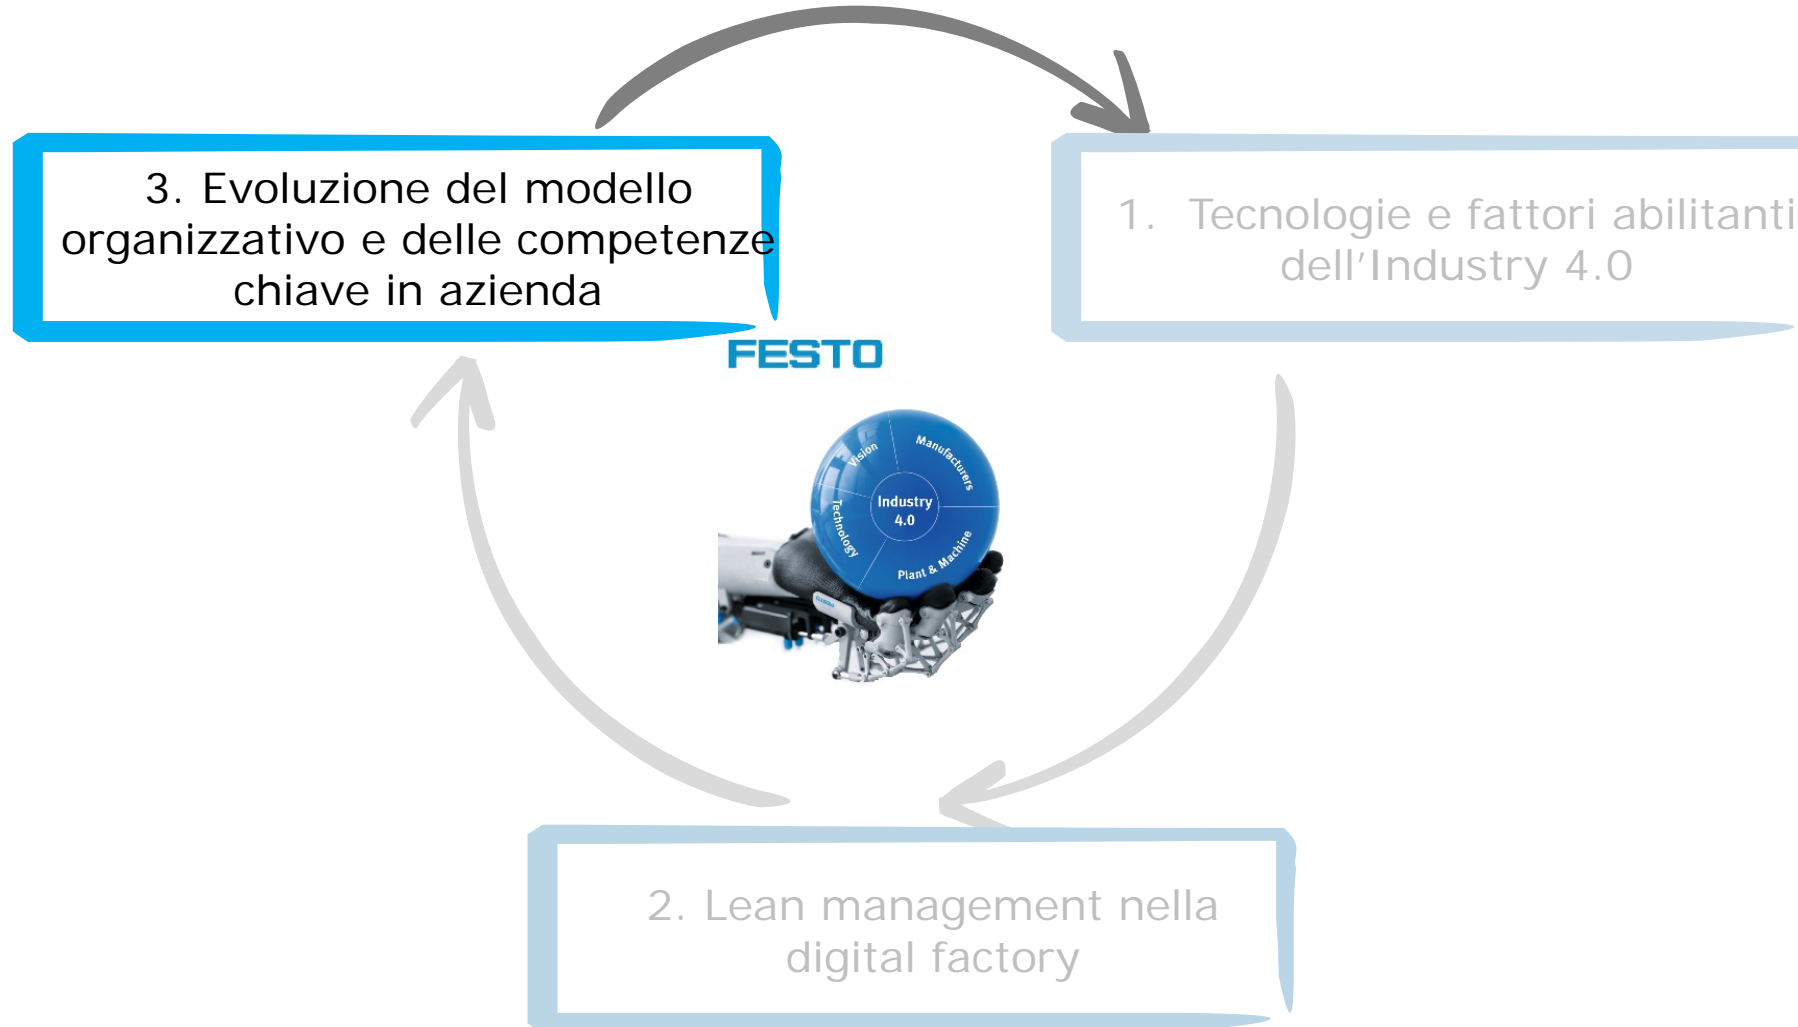 3. Evoluzione del modello
organizzativo e delle competenze
chiave in azienda
1. Tecnologie e fattori abilitanti
dell’Industry 4.0
FESTO
Vision
Manufacturers
Industry
4.0
Technology
Plant & Machine
FESTO
2. Lean management nella
digital factory